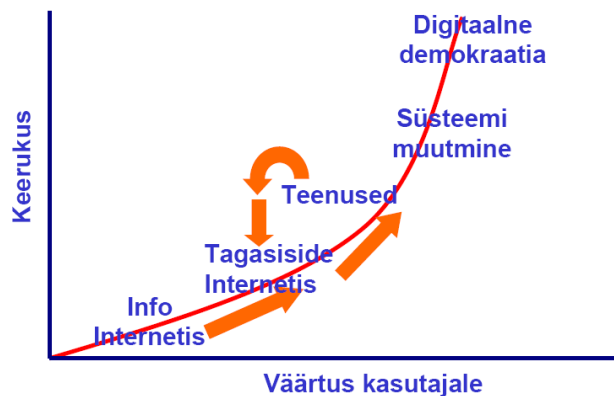 Digitaalne
demokraatia
Süsteemi
muutmine
Teenused
Tagasiside
Internetis
Info
Internetis
Keerukus
Väärtus kasutajale